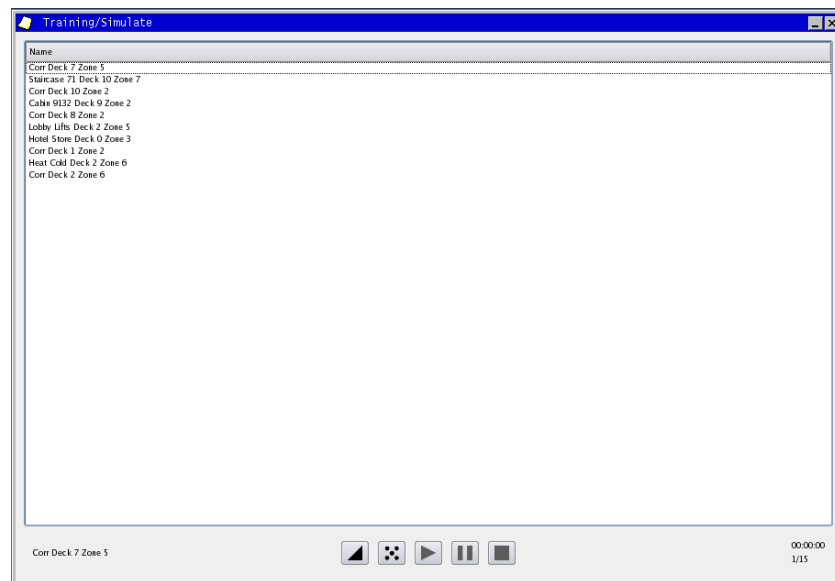 Training/Simulate
Name
Corr Deck 7 Zone 5
Staircase 71 Deck 10 Zone 7
Corr Deck 10 Zone 2
Cabin 9132 Deck 9 Zone 2
Corr Deck 8 Zone 2
Lobby Lifts Deck 2 Zone 5
Hotel Store Deck 0 Zone 3
Corr Deck 1 Zone 2
Heat Cold Deck 2 Zone 6
Corr Deck 2 Zone 6
Corr Deck 7 Zone 5
00:00:00
1/15